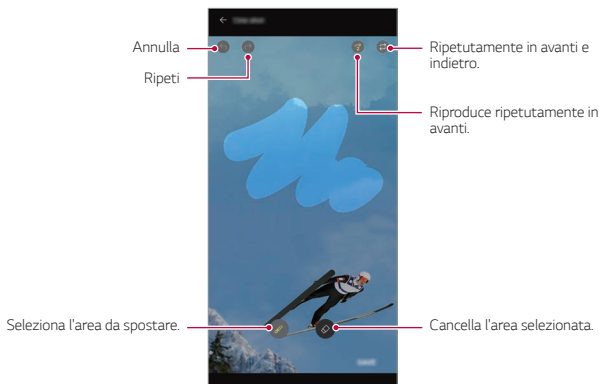 Annulla
Ripeti
Ripetutamente in avanti e
indietro.
Riproduce ripetutamente in
avanti.
Seleziona l'area da spostare.
Cancella l'area selezionata.